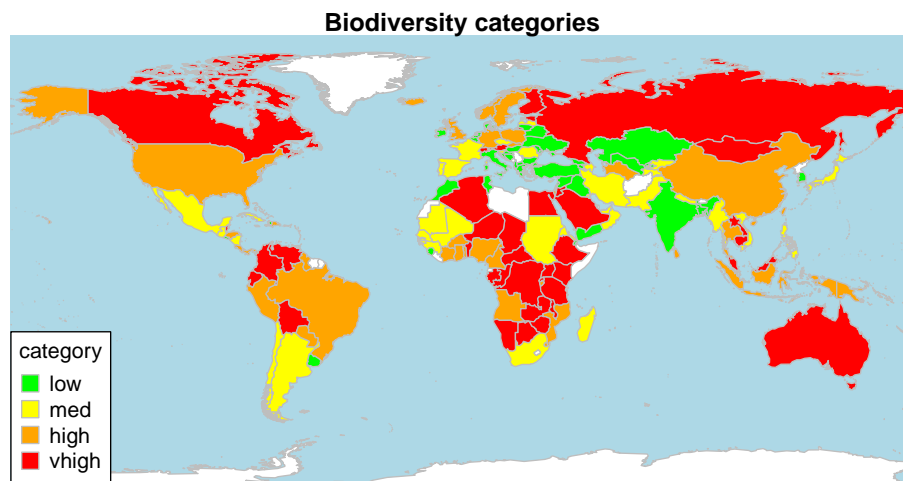 Biodiversity categories
category
low
med
high
vhigh